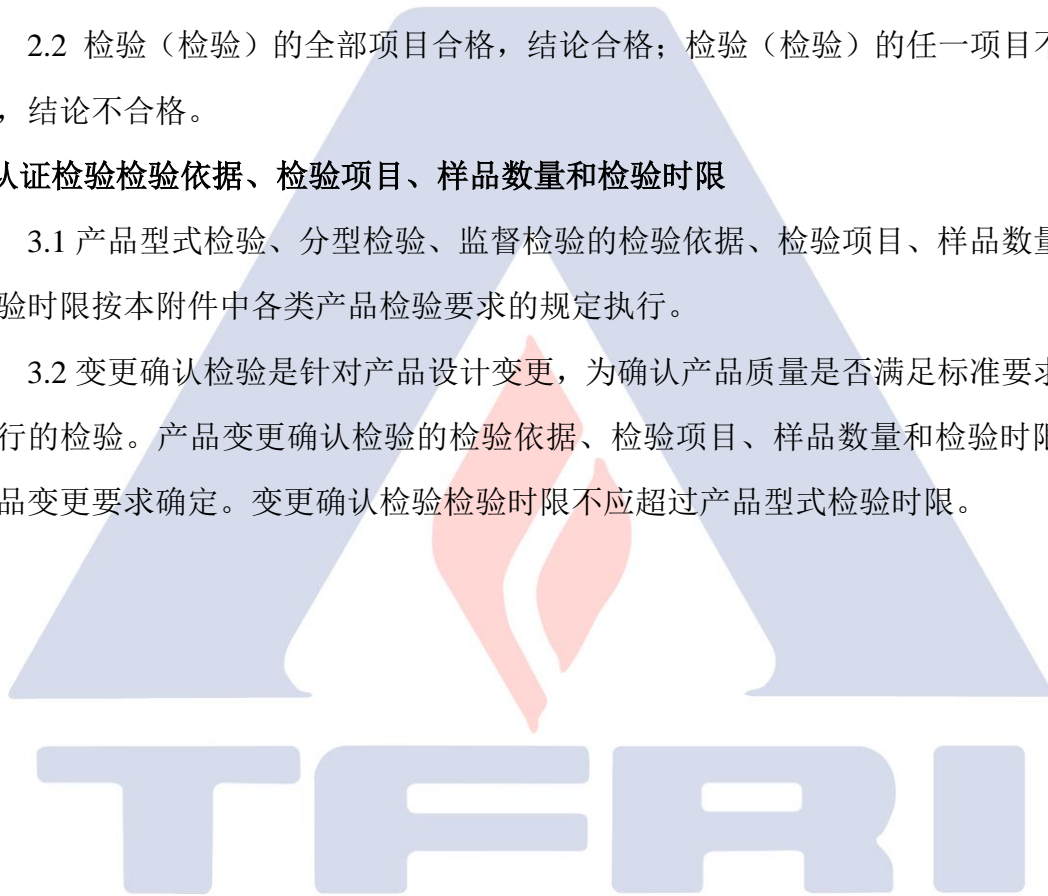 2.2 检验（检验）的全部项目合格，结论合格；检验（检验）的任一项目不
，结论不合格。
认证检验检验依据、检验项目、样品数量和检验时限
3.1 产品型式检验、分型检验、监督检验的检验依据、检验项目、样品数量
验时限按本附件中各类产品检验要求的规定执行。
3.2 变更确认检验是针对产品设计变更，为确认产品质量是否满足标准要求
行的检验。产品变更确认检验的检验依据、检验项目、样品数量和检验时限
品变更要求确定。变更确认检验检验时限不应超过产品型式检验时限。
TFRI